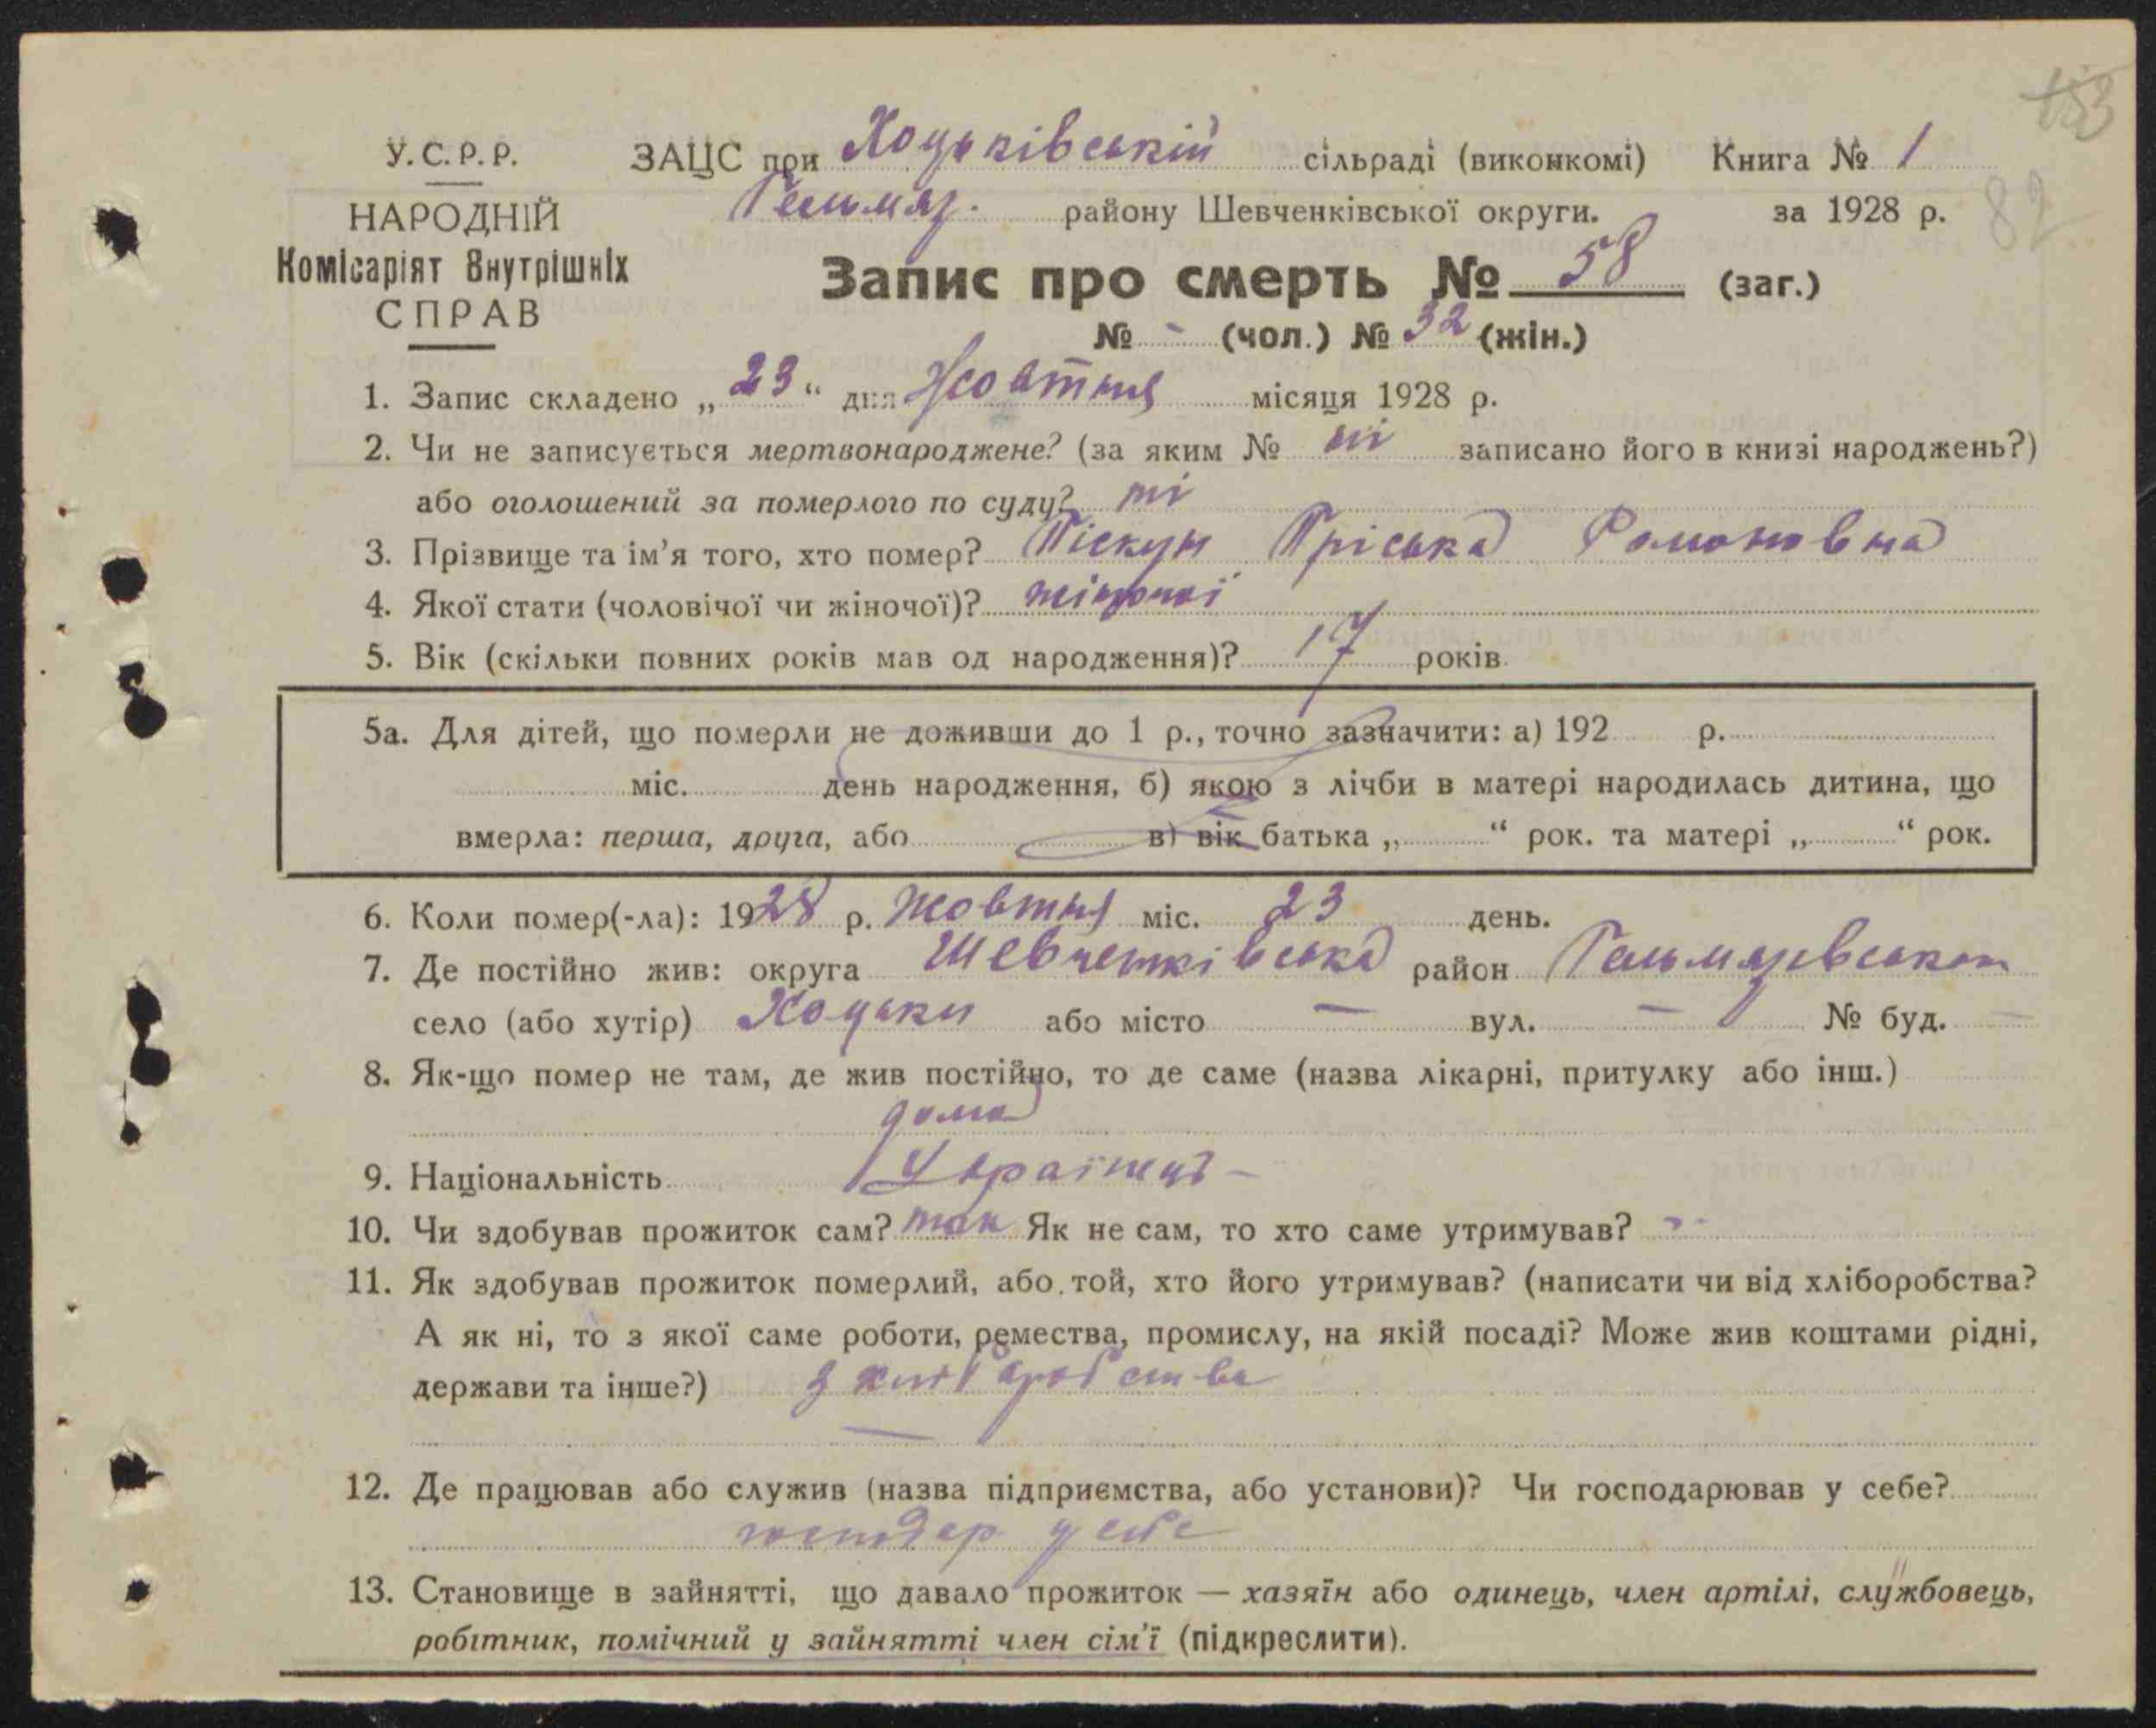 153
У.С.Р.Р. ЗАЦС при Хоцьківській сільраді (виконкомі) Книга № 1
НАРОДНІЙ Гельмяз. району Шевченківської округи. за 1928 р. 82
Комісаріят Внутрішніх
СПРАВ
Запис про смерть № 58 (заг.)
№ - (чол.) № 32 (жін.)
1. Запис складено „23“ дня Жовтня місяця 1928 р.
2. Чи не записується мертвонароджене? (за яким № ні записано його в книзі народжень?)
або оголошений за померлого по суду? ні
3. Прізвище та ім’я того, хто помер? Піскун Пріська Романовна
4. Якої стати (чоловічої чи жіночої)? жіночої
5. Вік (скільки повних років мав од народження)? 17 років.
5а. Для дітей, що померли не доживши до 1 р., точно зазначити: а) 192 р.
міс. день народження, б) якою з лічби в матері народилась дитина, що
вмерла: перша, друга, або в) вік батька „ “ рок. та матері „ “ рок.
6. Коли помер(-ла): 1928 р. жовтня міс. 23 день.
7. Де постійно жив: округа Шевченківська район
село (або хутір) Хоцьки або місто — вул. — № буд. —
8. Як-що помер не там, де жив постійно, то де саме (назва лікарні, притулку або інш.)
дома
9. Національність Українець -
10. Чи здобував прожиток сам? так Як не сам, то хто саме утримував?
11. Як здобував прожиток померлий, або той, хто його утримував? (написати чи від хліборобства?
А як ні, то з якої саме роботи, ремества, промислу, на якій посаді? Може жив коштами рідні,
держави та інше?) з хліборобства
12. Де працював або служив (назва підприємства, або установи)? Чи господарював у себе?
господар у себе
13. Становище в зайнятті, що давало прожиток — хазяїн або одинець, член артілі, службовець,
робітник, помічний у зайнятті член сім’ї (підкреслити).